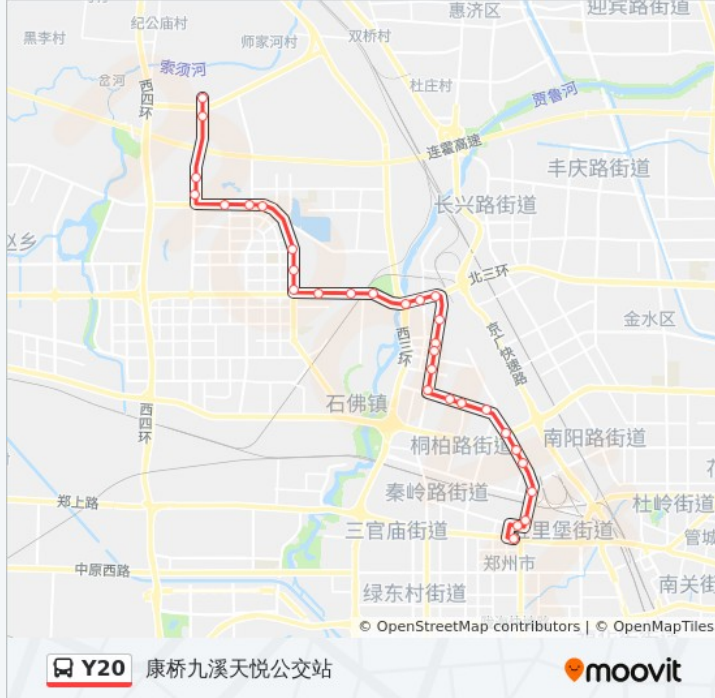 惠济区
迎宾路街道
纪公庙村
黑李村
师家河村
双桥村
索须河
岔河
杜庄村
西四环
贾鲁河
连霍高速
丰庆路街道
长兴路街道
赵乡
北三环
金水区
京广快速路
西三环
石佛镇
西四环
桐柏路街道
南阳路街道
秦岭路街道
郑上路
杜岭街道
三官庙街道
里堡街道
管城
郑州市
中原西路
南关街
绿东村街道
© OpenStreetMap contributors | © OpenMapTiles
Y20 康桥九溪天悦公交站
moovit